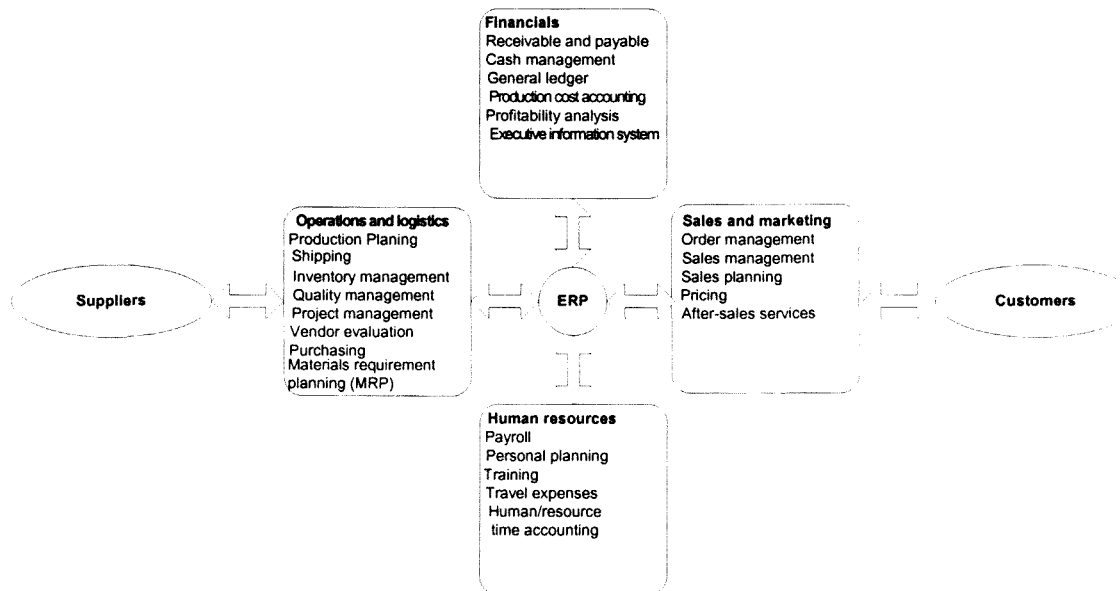 Financials
Receivable and payable
Cash management
General ledger
Production cost accounting
Profitability analysis
Executive information system
Suppliers
Operations and logistics
Production Planing
Shipping
Inventory management
Quality management
Project management
Vendor evaluation
Purchasing
Materials requirement
planning (MRP)
ERP
Sales and marketing
Order management
Sales management
Sales planning
Pricing
After-sales services
Customers
Human resources
Payroll
Personal planning
Training
Travel expenses
Human/resource
time accounting